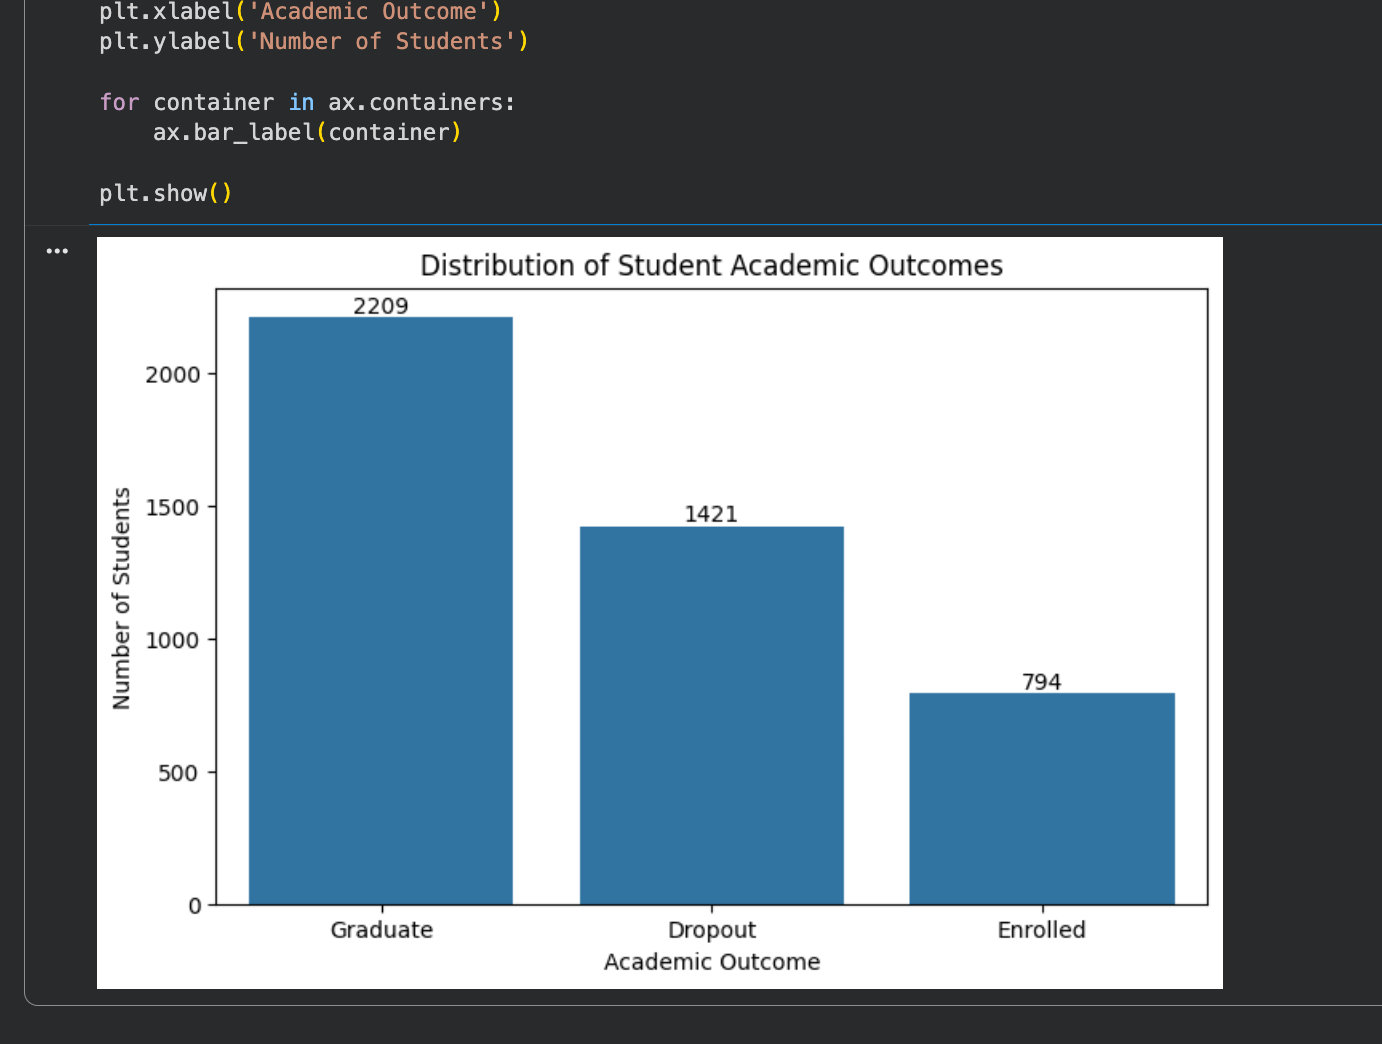 plt.xlabel('Academic Outcome')
plt.ylabel('Number of Students')
for container in ax.containers:
    ax.bar_label(container)
plt.show()
Distribution of Student Academic Outcomes
2209
2000
1500
1421
1000
794
500
0
Number of Students
Graduate Dropout Enrolled
Academic Outcome